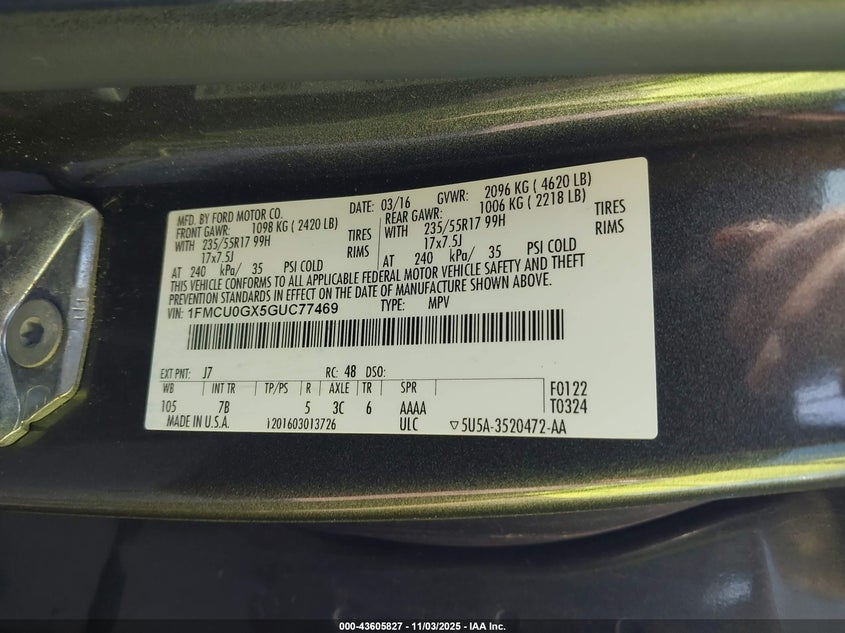 MFD. BY FORD MOTOR CO. DATE: 03/16 GVWR: 2096 KG ( 4620 LB)
FRONT GAWR: 1098 KG ( 2420 LB) REAR GAWR: 1006 KG ( 2218 LB)
WITH 235/55R17 99H TIRES WITH 235/55R17 99H TIRES
17x7.5J RIMS 17x7.5J RIMS
AT 240 kPa/ 35 PSI COLD AT 240 kPa/ 35 PSI COLD
THIS VEHICLE CONFORMS TO ALL APPLICABLE FEDERAL MOTOR VEHICLE SAFETY AND THEFT
PREVENTION STANDARDS IN EFFECT ON THE DATE OF MANUFACTURE SHOWN ABOVE.
VIN: 1FMCU0GX5GUC77469 TYPE: MPV
EXT PNT: J7 RC: 48 DSO:
WB INT TR TP/PS R AXLE TR SPR F0122
105 7B 5 3C 6 AAAA T0324
MADE IN U.S.A. 1201603013726 ULC ▽5U5A-3520472-AA
000-43605827 - 11/03/2025 - IAA Inc.